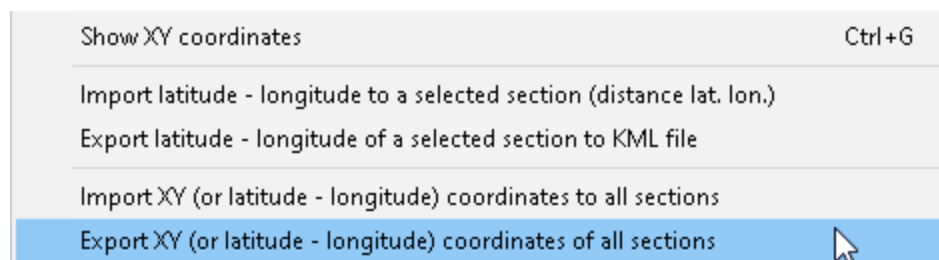 Show XY coordinates Ctrl+G
Import latitude - longitude to a selected section (distance lat. lon.)
Export latitude - longitude of a selected section to KML file
Import XY (or latitude - longitude) coordinates to all sections
Export XY (or latitude - longitude) coordinates of all sections